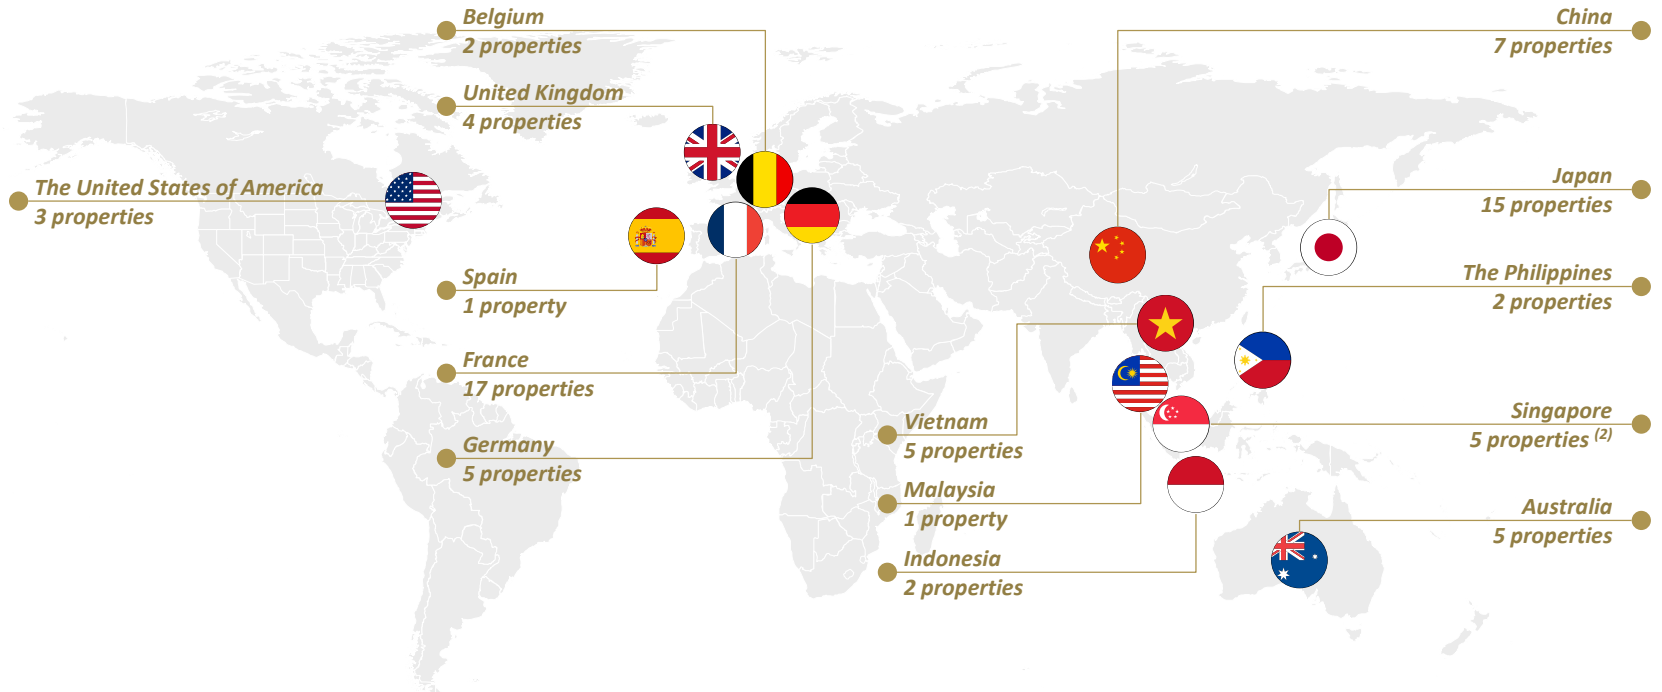 Belgium
2 properties
United Kingdom
4 properties
The United States of America
3 properties
Spain
1 property
France
17 properties
Germany
5 properties
Vietnam
5 properties
Malaysia
1 property
Indonesia
2 properties
China
7 properties
Japan
15 properties
The Philippines
2 properties
Singapore
5 properties (2)
Australia
5 properties